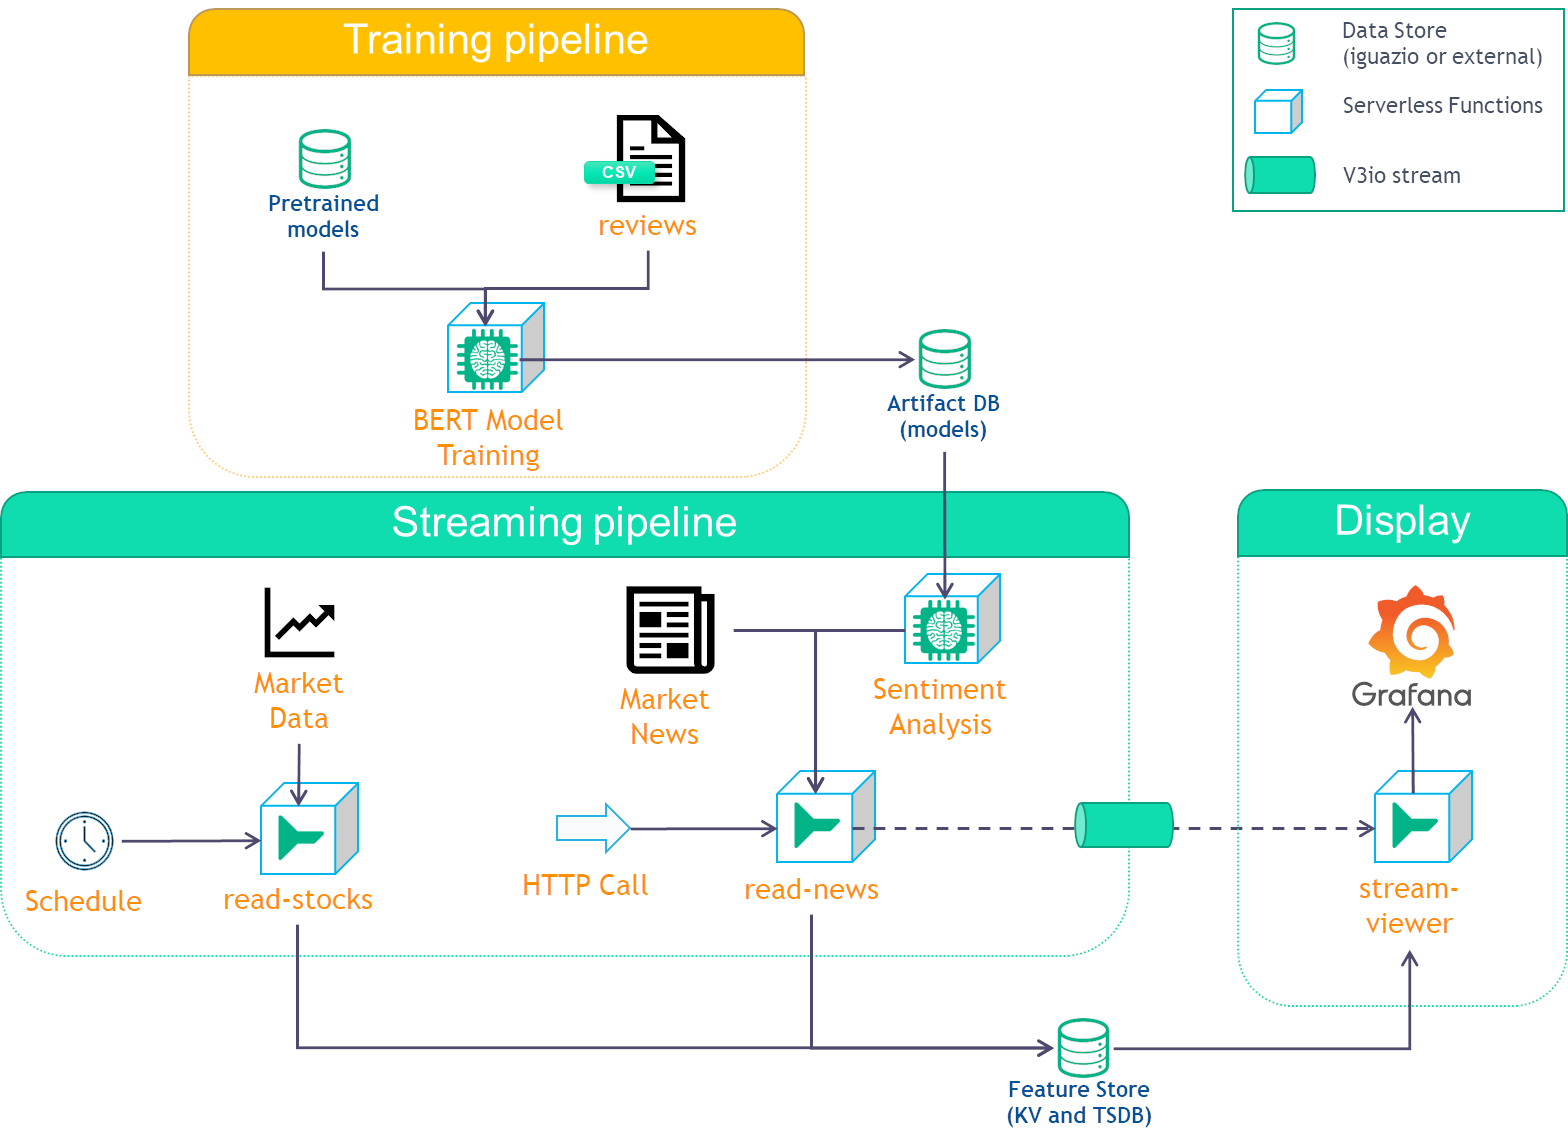 Training pipeline
Data Store
(iguazio or external)
Serverless Functions
V3io stream
CSV
Pretrained
models
reviews
BERT Model
Training
Artifact DB
(models)
Streaming pipeline
Display
Market
Data
Market
News
Sentiment
Analysis
Grafana
Schedule
read-stocks
HTTP Call
read-news
stream-
viewer
Feature Store
(KV and TSDB)